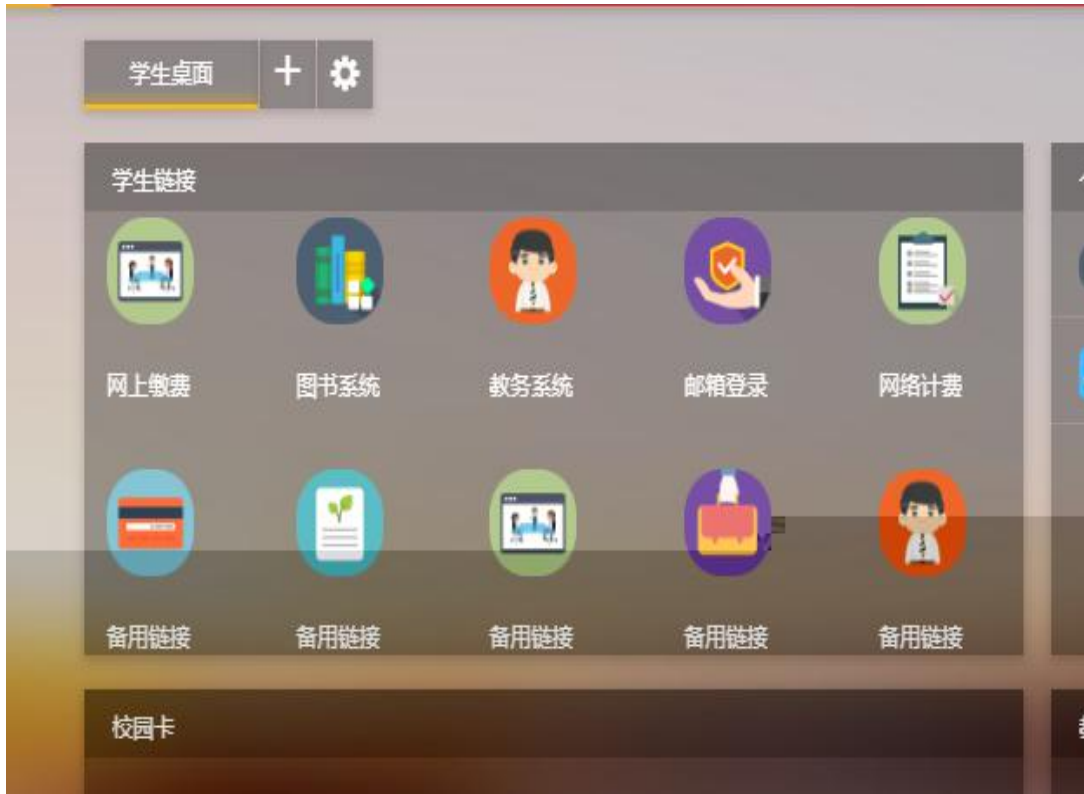 学生桌面
学生链接
网上缴费 图书系统 教务系统 邮箱登录 网络计费
备用链接 备用链接 备用链接 备用链接 备用链接
校园卡